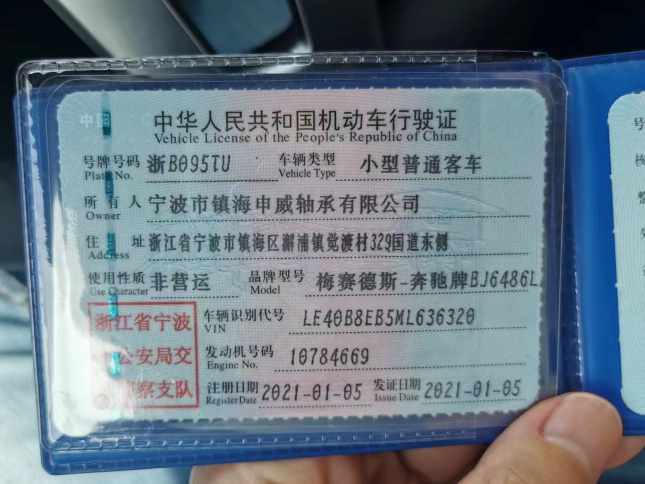 中华人民共和国机动车行驶证
Vehicle License of the People's Republic of China
号牌号码 浙B095TU 车辆类型 小型普通客车
Plate No. Vehicle Type
所有人 宁波市镇海申威轴承有限公司
Owner
住址 浙江省宁波市镇海区澥浦镇觉渡村329国道东侧
Address
使用性质 非营运 品牌型号 梅赛德斯-奔驰牌BJ6486L
Use Character Model
浙江省宁波
公安局交
警察支队
车辆识别代号 LE40B8EB5ML636320
VIN
发动机号码 10784669
Engine No.
注册日期 2021-01-05 发证日期 2021-01-05
Register Date Issue Date
号